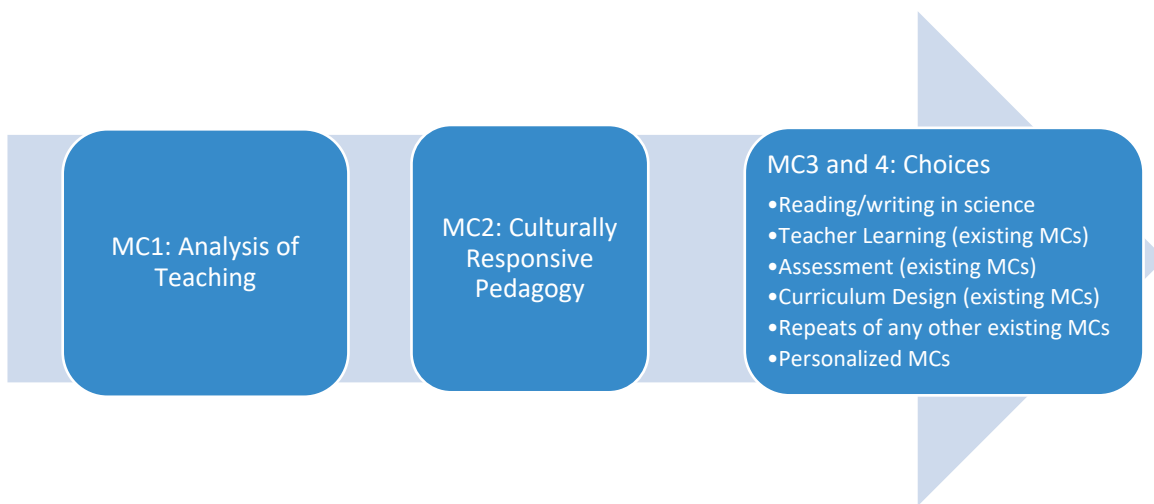 MC1: Analysis of
Teaching
MC2: Culturally
Responsive
Pedagogy
MC3 and 4: Choices
•Reading/writing in science
•Teacher Learning (existing MCs)
•Assessment (existing MCs)
•Curriculum Design (existing MCs)
•Repeats of any other existing MCs
•Personalized MCs